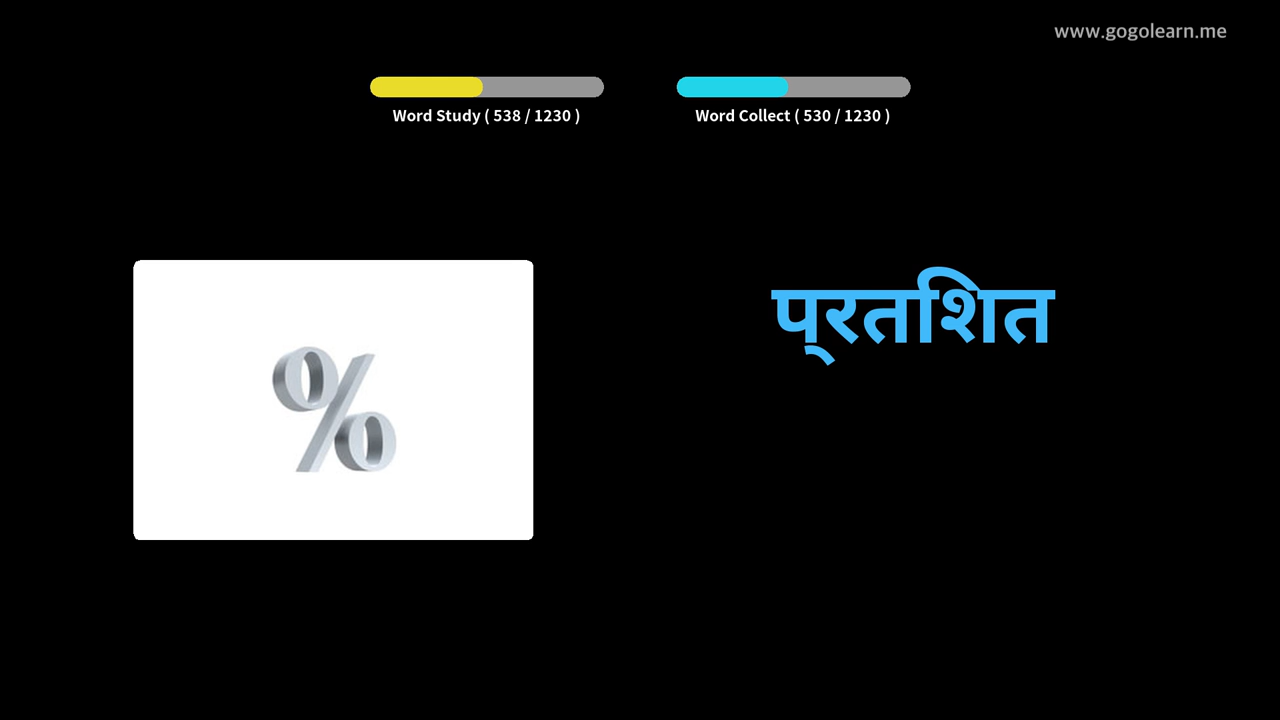 www.gogolearn.me
Word Study ( 538 / 1230 )
Word Collect ( 530 / 1230 )
%
प्‌रतशित